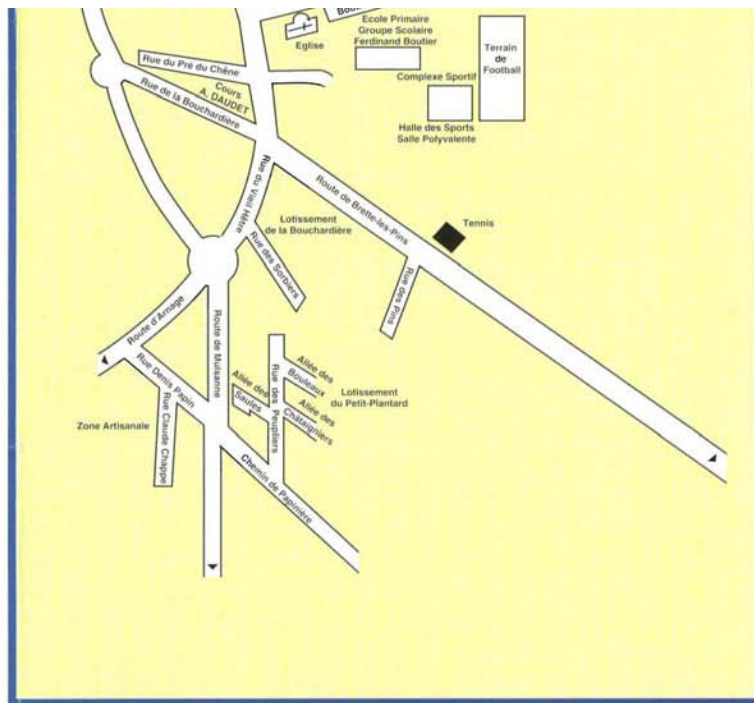 Ecole Primaire
Groupe Scolaire
Ferdinand Boutier
Eglise
Terrain
de
Football
Rue du Pré du Chêne
Complexe Sportif
Cours
A. DAUDET
Rue de la Bouchardière
Halle des Sports
Salle Polyvalente
Rue du Vieil Hêtre
Route de Brette-les-Pins
Lotissement
de la Bouchardière
Tennis
Rue des Sorbiers
Rue des Pins
Route d'Arnage
Route de Mulsanne
Rue Denis Papin
Allée des
Bouleaux
Lotissement
du Petit-Plantard
Allée des
Saules
Rue des Peupliers
Allée des
Châtaigniers
Zone Artisanale
Rue Claude Chappe
Chemin de Papinière